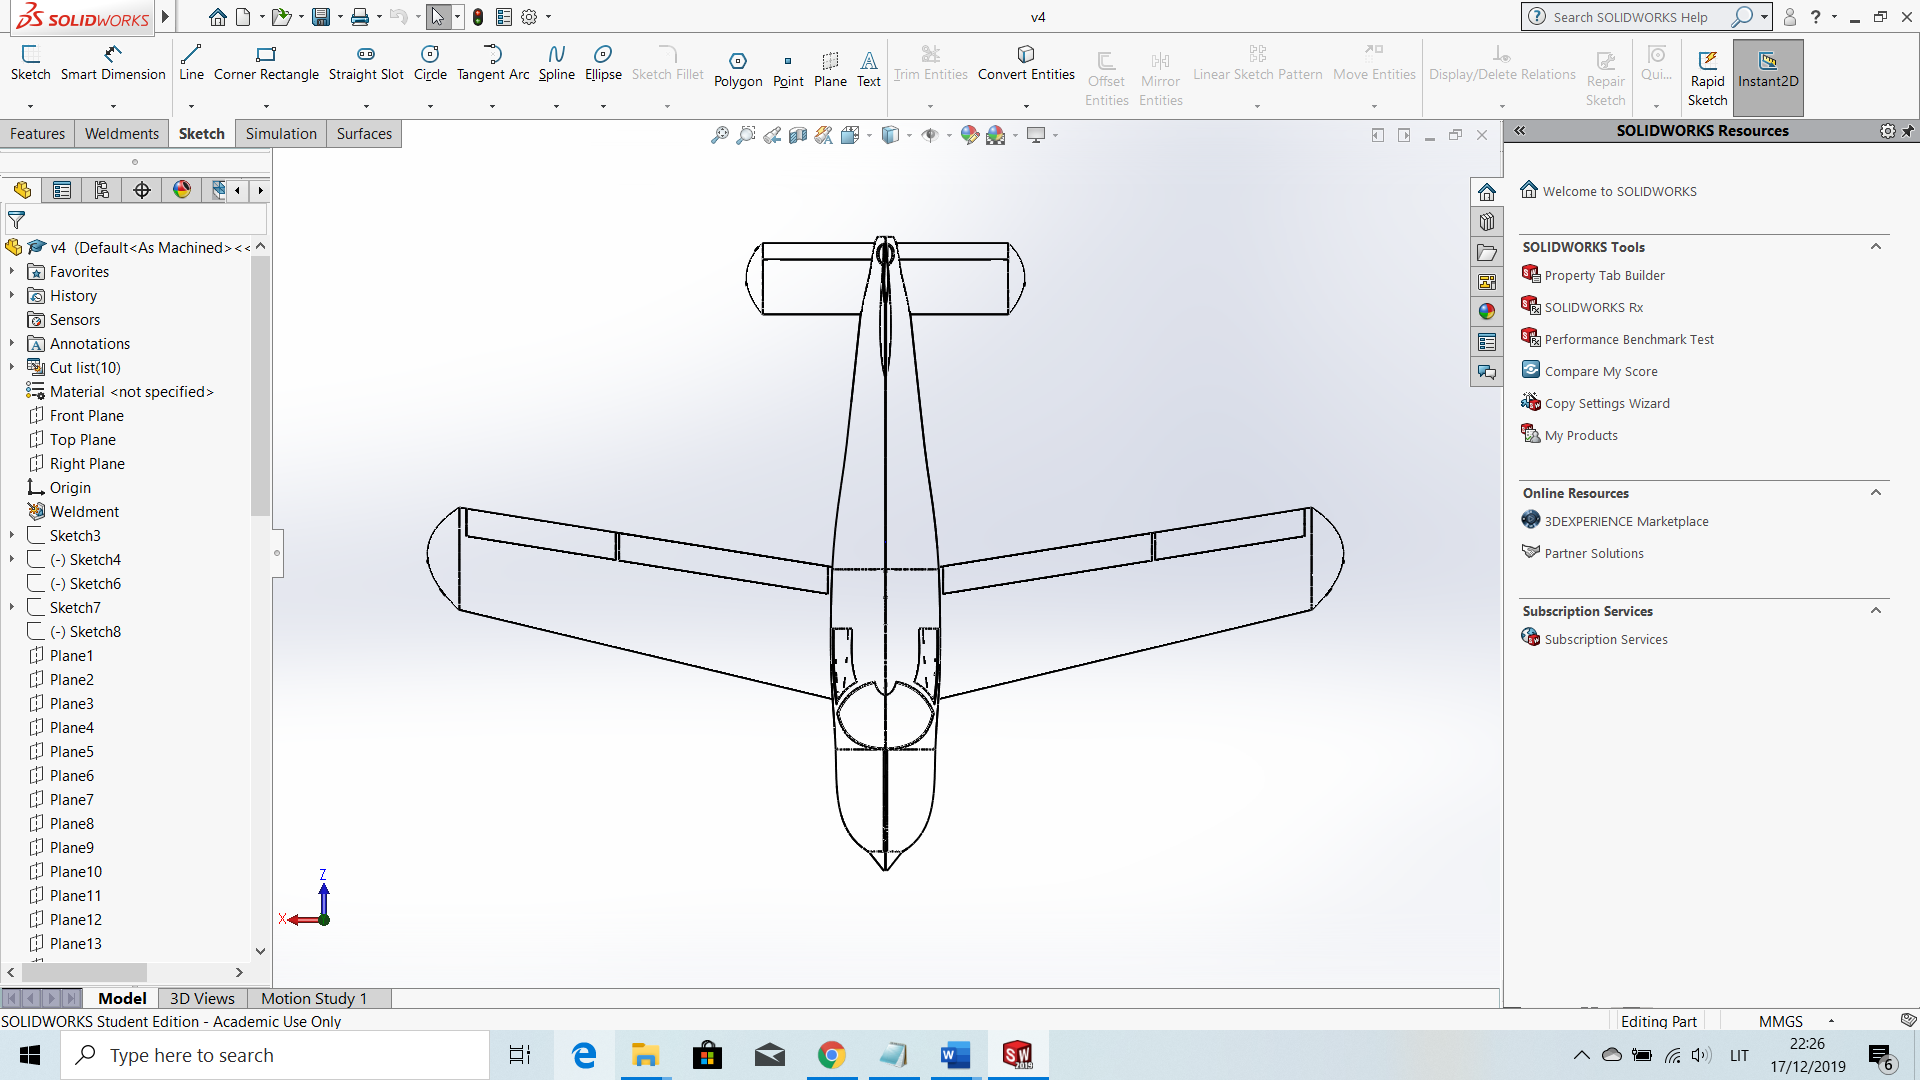 SOLIDWORKS
v4
Search SOLIDWORKS Help
Sketch
Smart Dimension
Line
Corner Rectangle
Straight Slot
Circle
Tangent Arc
Spline
Ellipse
Sketch Fillet
Polygon
Point
Plane
Text
Trim Entities
Convert Entities
Offset
Entities
Mirror
Entities
Linear Sketch Pattern
Move Entities
Display/Delete Relations
Repair
Sketch
Qui...
Rapid
Sketch
Instant2D
Features
Weldments
Sketch
Simulation
Surfaces
v4 (Default<As Machined><<
Favorites
History
Sensors
Annotations
Cut list(10)
Material <not specified>
Front Plane
Top Plane
Right Plane
Origin
Weldment
Sketch3
(-) Sketch4
(-) Sketch6
Sketch7
(-) Sketch8
Plane1
Plane2
Plane3
Plane4
Plane5
Plane6
Plane7
Plane8
Plane9
Plane10
Plane11
Plane12
Plane13
Z
X
SOLIDWORKS Resources
Welcome to SOLIDWORKS
SOLIDWORKS Tools
Property Tab Builder
SOLIDWORKS Rx
Performance Benchmark Test
Compare My Score
Copy Settings Wizard
My Products
Online Resources
3DEXPERIENCE Marketplace
Partner Solutions
Subscription Services
Subscription Services
Model
3D Views
Motion Study 1
SOLIDWORKS Student Edition - Academic Use Only
Editing Part
MMGS
Type here to search
LIT
22:26
17/12/2019
6